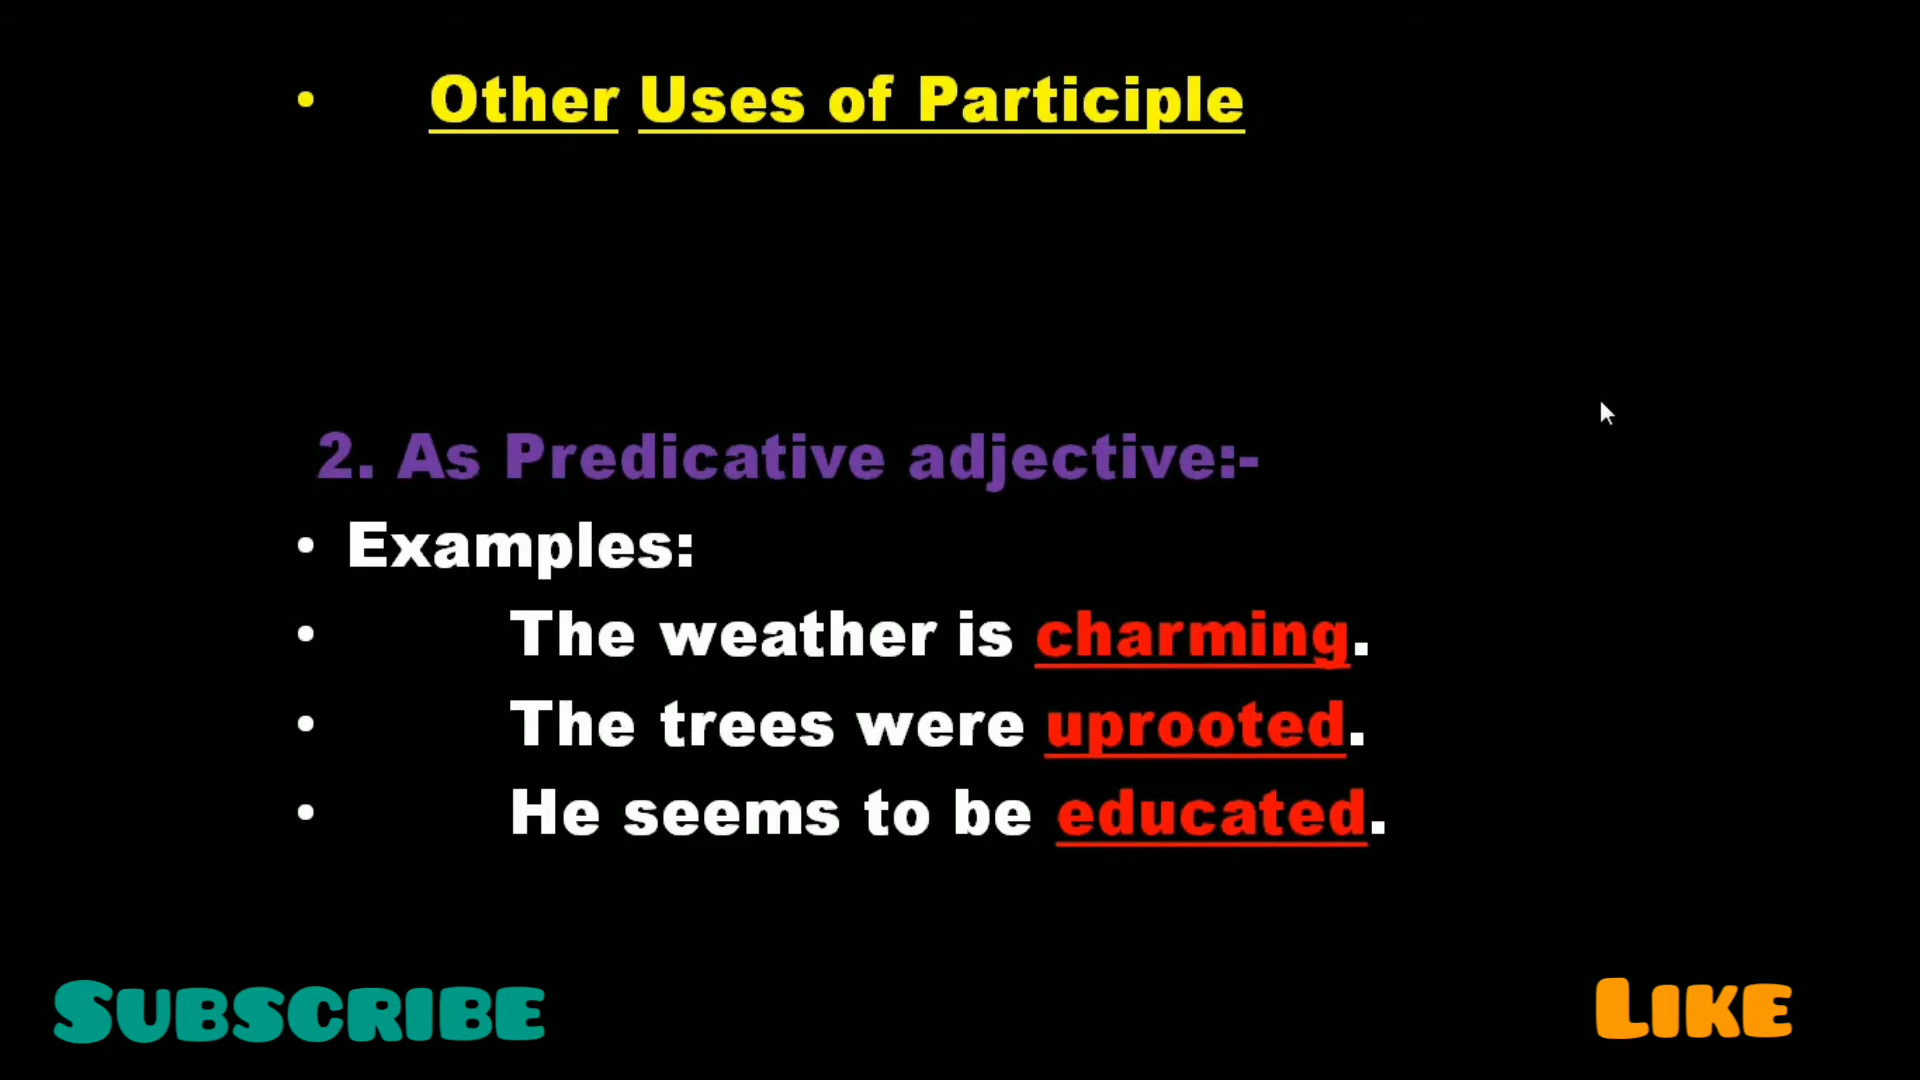 • Other Uses of Participle
2. As Predicative adjective:-
• Examples:
• The weather is charming.
• The trees were uprooted.
• He seems to be educated.
SUBSCRIBE
LIKE